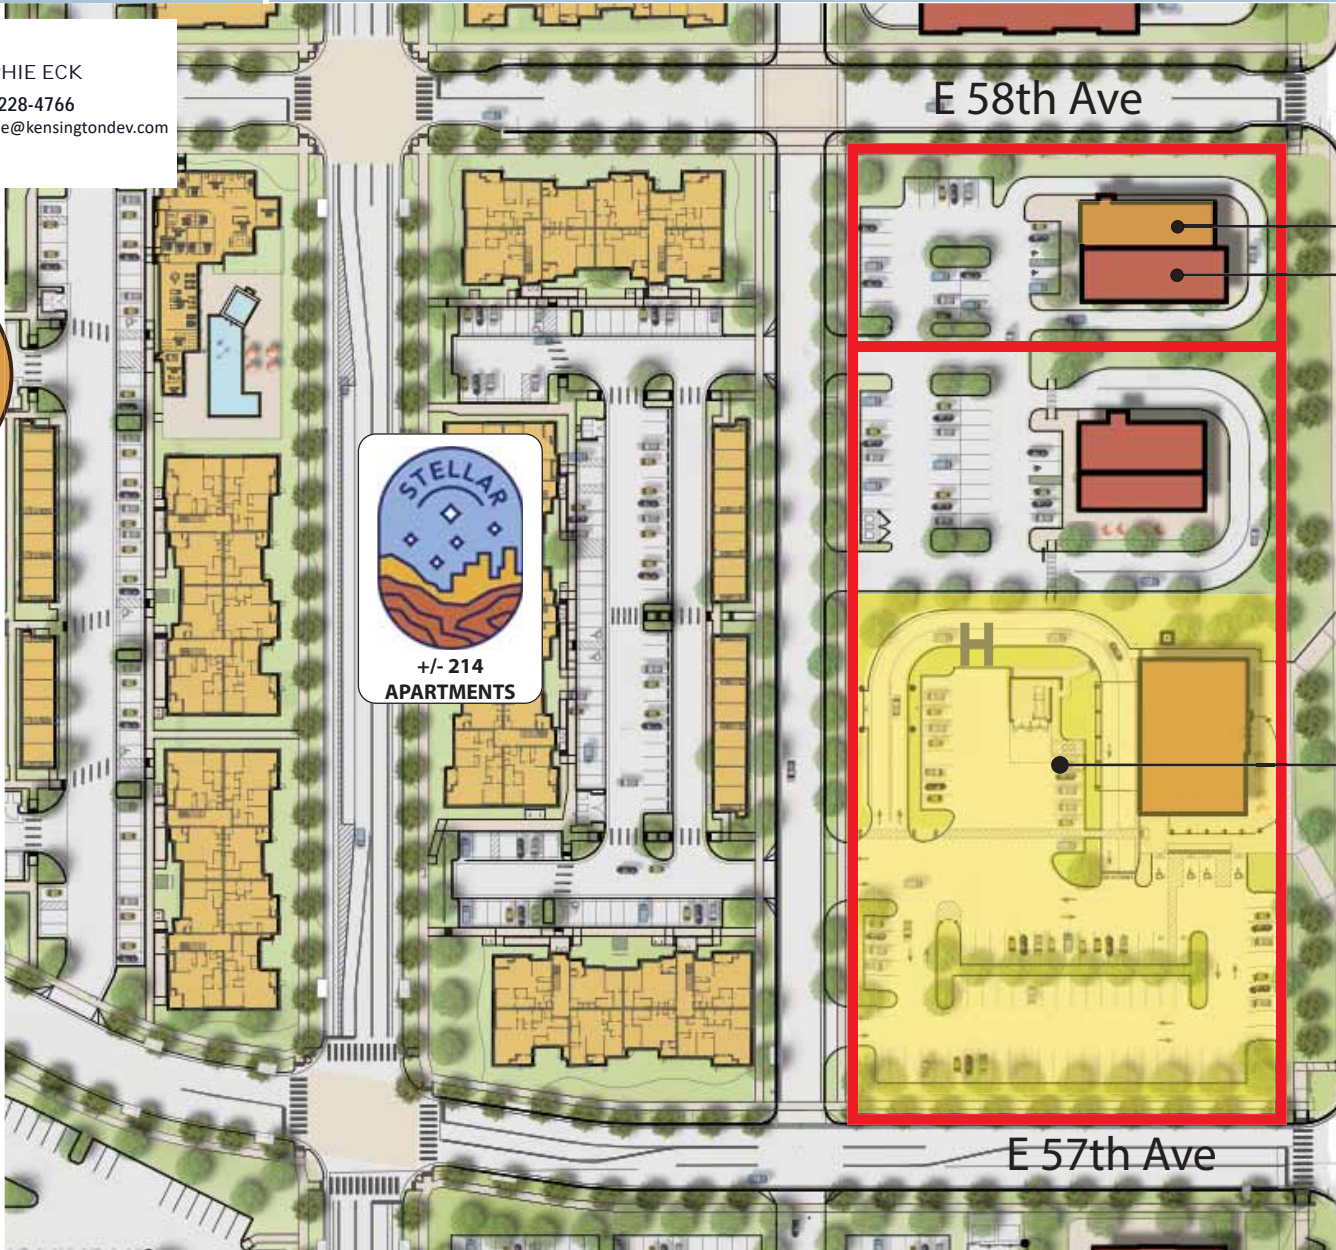 HIE ECK
228-4766
e@kensingtondev.com
E 58th Ave
STELLAR
+/- 214
APARTMENTS
H
E 57th Ave